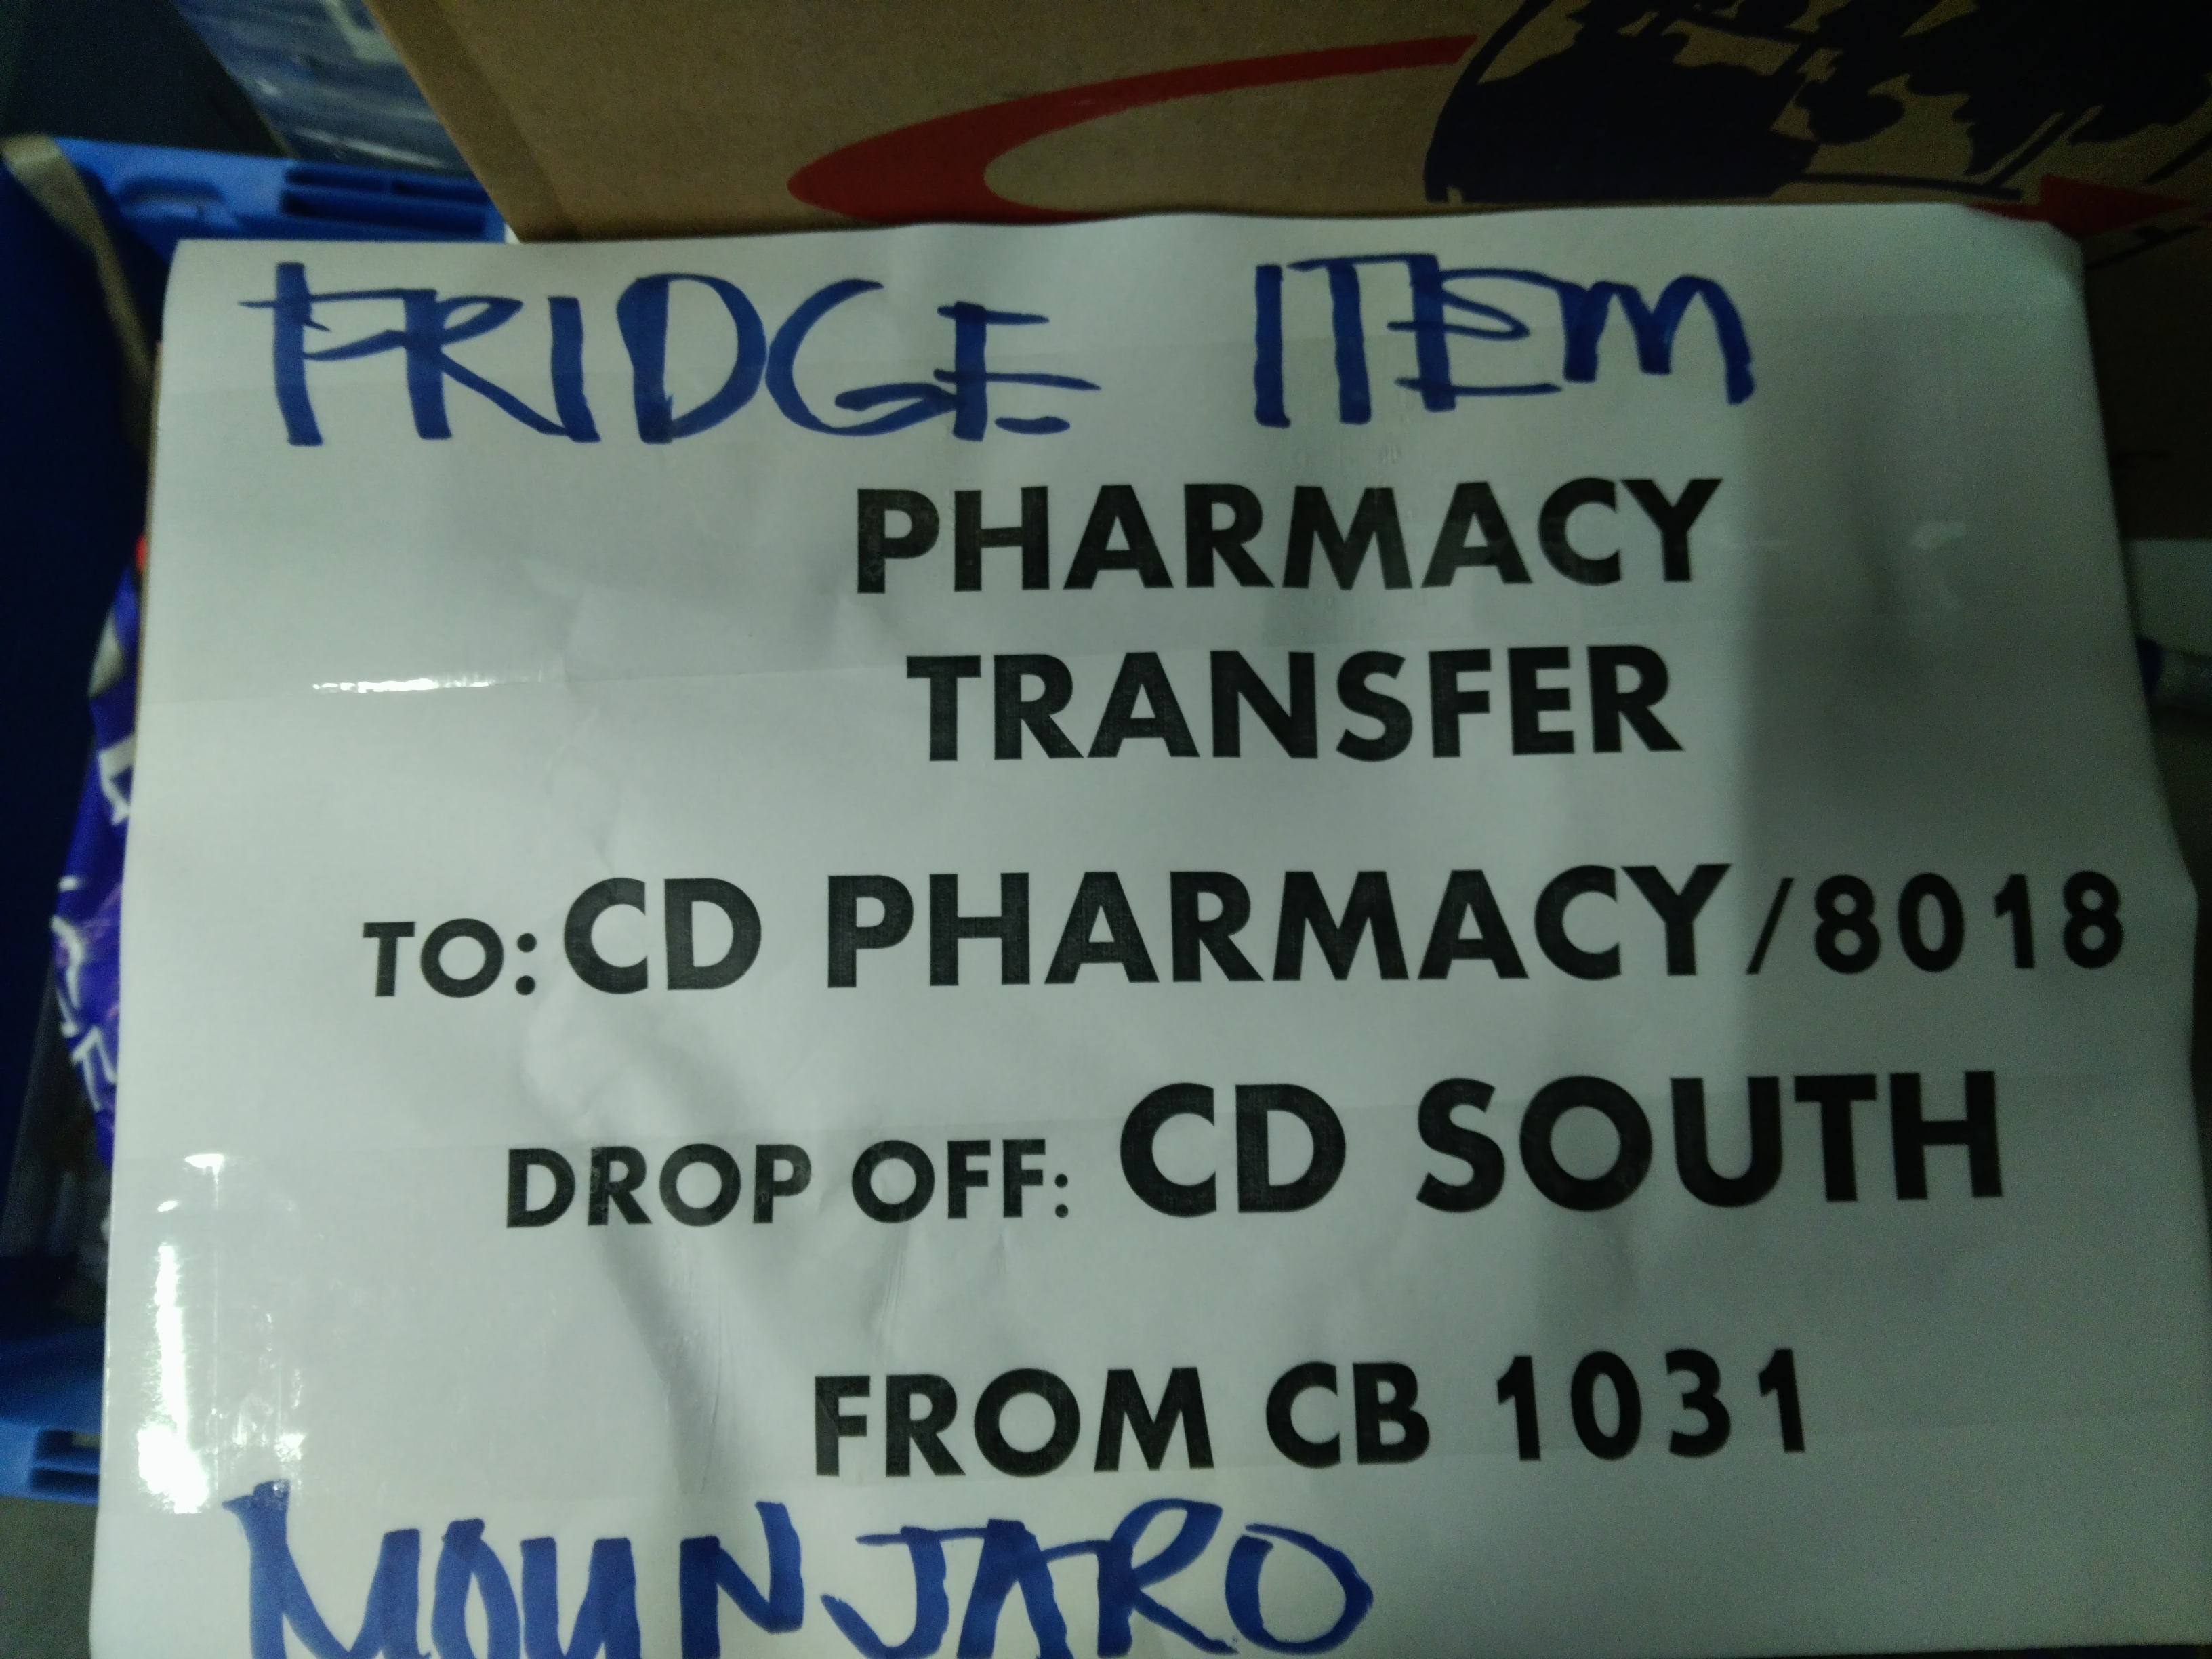 FRIDGE ITEM
PHARMACY
TRANSFER
TO: CD PHARMACY/8018
DROP OFF: CD SOUTH
FROM CB 1031
MOUNJARO